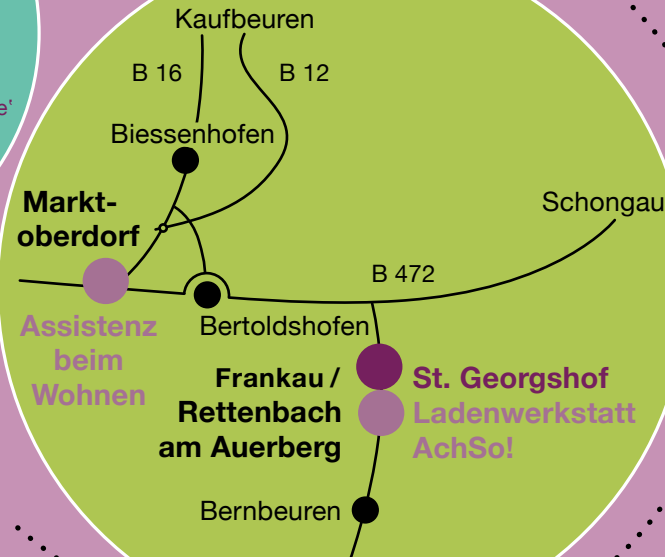 Kaufbeuren
B 16
B 12
Biessenhofen
Markt-
oberdorf
Schongau
B 472
Assistenz
beim
Wohnen
Bertoldshofen
Frankau /
Rettenbach
am Auerberg
St. Georgshof
Ladenwerkstatt
AchSo!
Bernbeuren